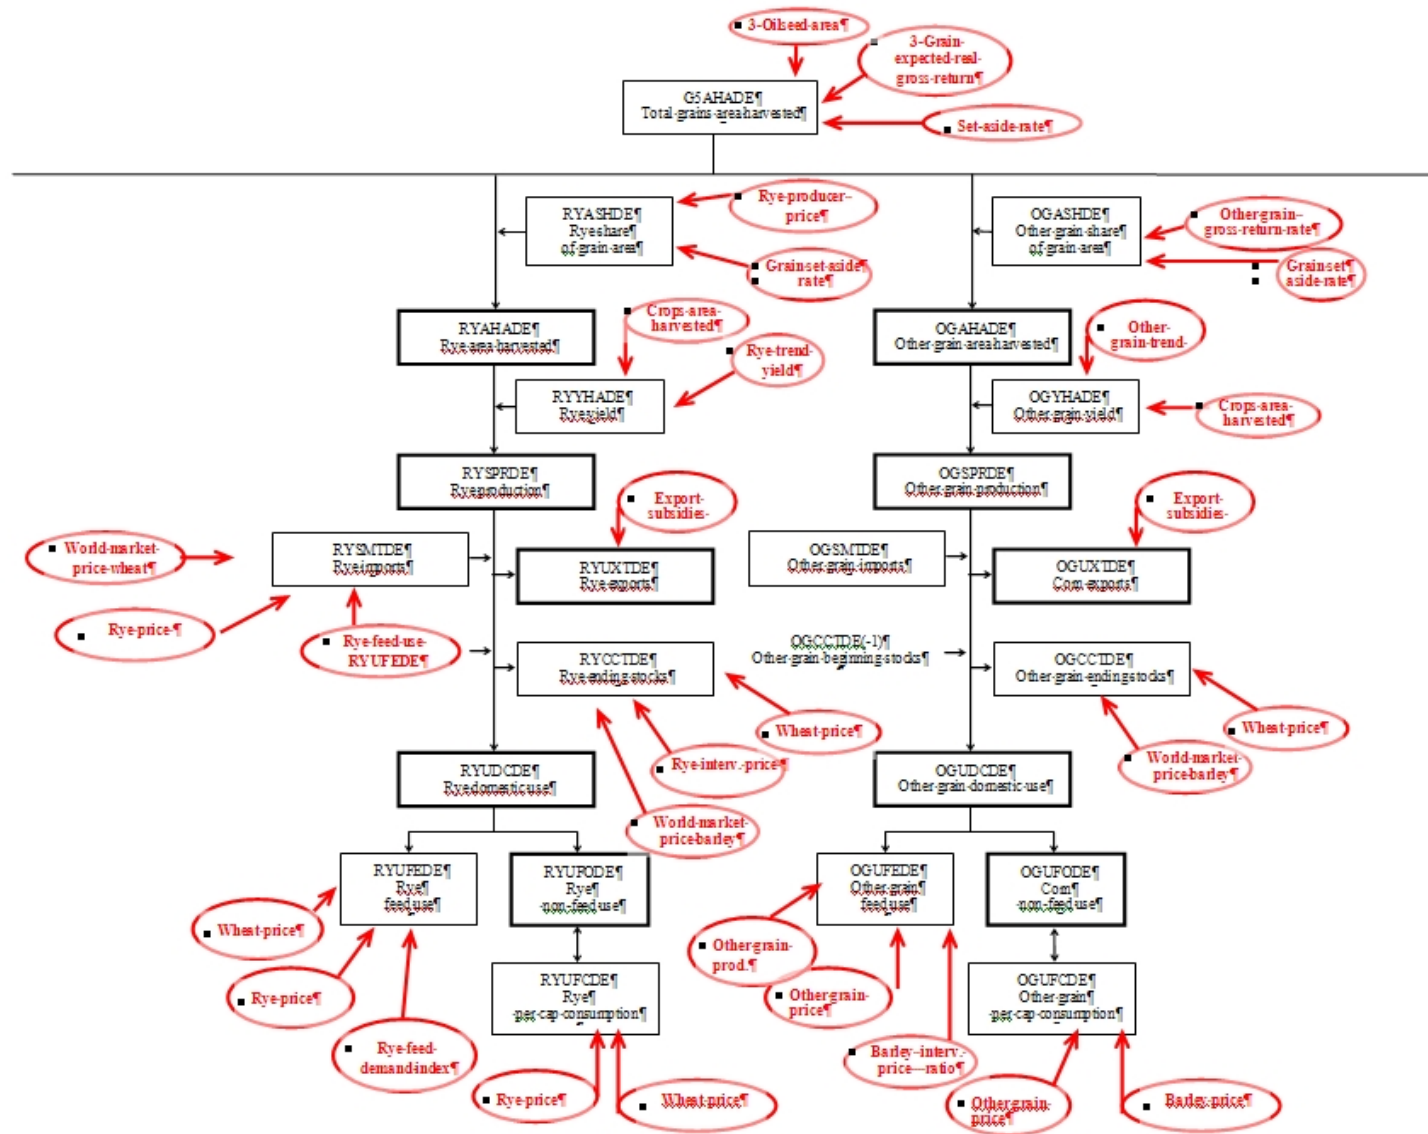 3-Oilseed-area¶
3-Grain-
expected-real-
gross-return¶
G5AHADE¶
Total-grains-area-harvested¶
Set-aside-rate¶
RYASHDE¶
Rye-share¶
of-grain-area¶
Rye-producer-
price¶
Grain-set-aside¶
rate¶
OGASHDE¶
Other-grain-share¶
of-grain-area¶
Other-grain-
gross-return-rate¶
Grain-set¶
aside-rate¶
Crops-area-
harvested¶
RYAHADE¶
Rye-area-harvested¶
Rye-trend-
yield¶
OGAHADE¶
Other-grain-area-harvested¶
Other-
grain-trend-
RYYHADE¶
Rye-yield¶
OGYHADE¶
Other-grain-yield¶
Crops-area-
harvested¶
RYSPRDE¶
Rye-production¶
Export-
subsidies-
OGSPRDE¶
Other-grain-production¶
Export-
subsidies-
World-market-
price-wheat¶
RYSMTDE¶
Rye-imports¶
RYUXTDE¶
Rye-exports¶
OGSMTDE¶
Other-grain-imports¶
OGUXTDE¶
Corn-exports¶
Rye-price-¶
Rye-feed-use-
RYUFEDE¶
RYCCTDE¶
Rye-ending-stocks¶
OGCCTDE(-1)¶
Other-grain-beginning-stocks¶
OGCCTDE¶
Other-grain-ending-stocks¶
Wheat-price¶
Wheat-price¶
Rye-interv.-price¶
World-market-
price-barley¶
RYUDCDE¶
Rye-domestic-use¶
OGUDCDE¶
Other-grain-domestic-use¶
World-market-
price-barley¶
RYUFEDE¶
Rye¶
feed-use¶
RYUFODE¶
Rye¶
non-feed-use¶
OGUFEDE¶
Other-grain¶
feed-use¶
OGUFODE¶
Corn¶
non-feed-use¶
Wheat-price¶
Other-grain-
prod.¶
Rye-price¶
RYUFCDE¶
Rye¶
per-cap-consumption¶
Other-grain-
price¶
OGUFCDE¶
Other-grain¶
per-cap-consumption¶
Rye-feed-
demand-index¶
Barley-interv.-
price-–ratio¶
Rye-price¶
Wheat-price¶
Other-grain-
price¶
Barley-price¶